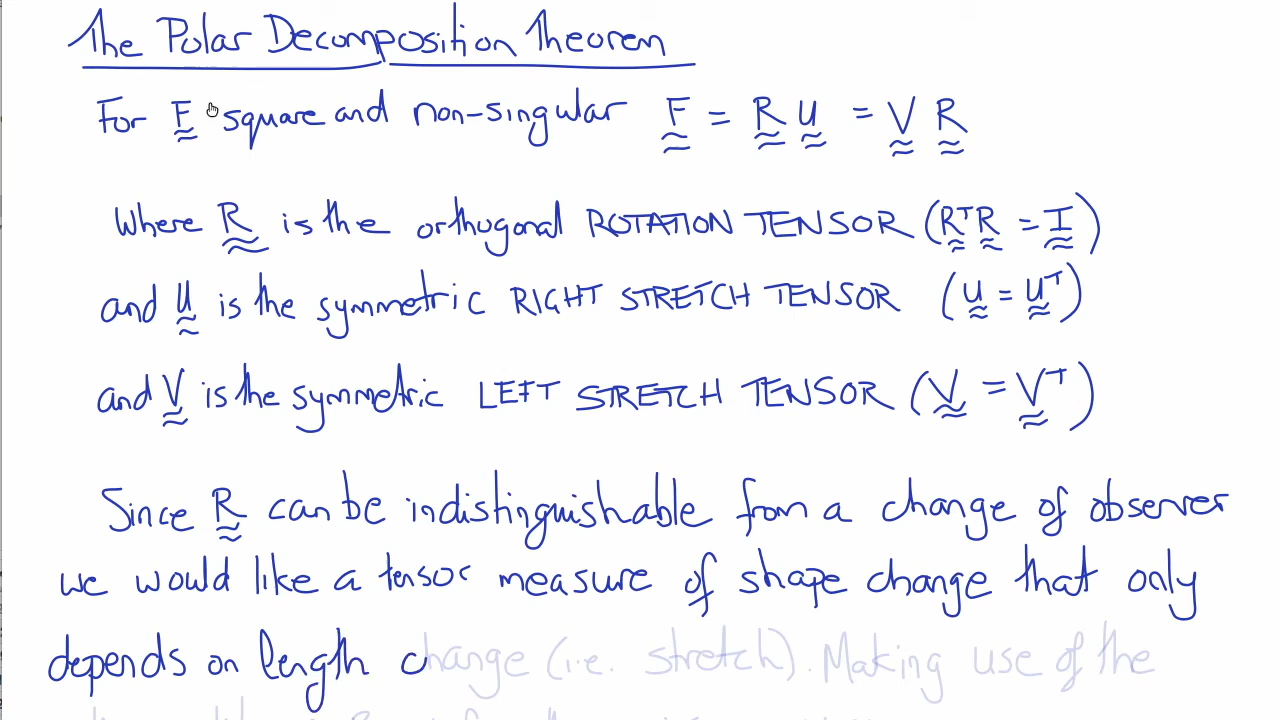 The Polar Decomposition Theorem
For F square and non-singular F = R U = V R
Where R is the orthogonal ROTATION TENSOR (RᵀR = I)
and U is the symmetric RIGHT STRETCH TENSOR (U = Uᵀ)
and V is the symmetric LEFT STRETCH TENSOR (V = Vᵀ)
Since R can be indistinguishable from a change of observer
we would like a tensor measure of shape change that only
depends on length change (i.e. stretch). Making use of the